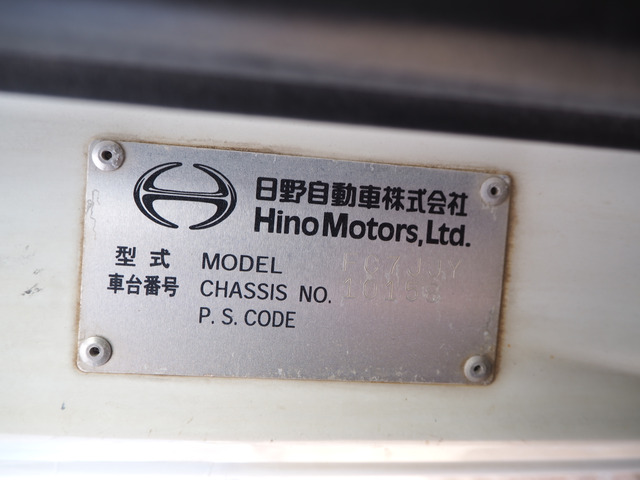 日野自動車株式会社
Hino Motors, Ltd.
型式 MODEL
車台番号 CHASSIS NO.
P. S. CODE